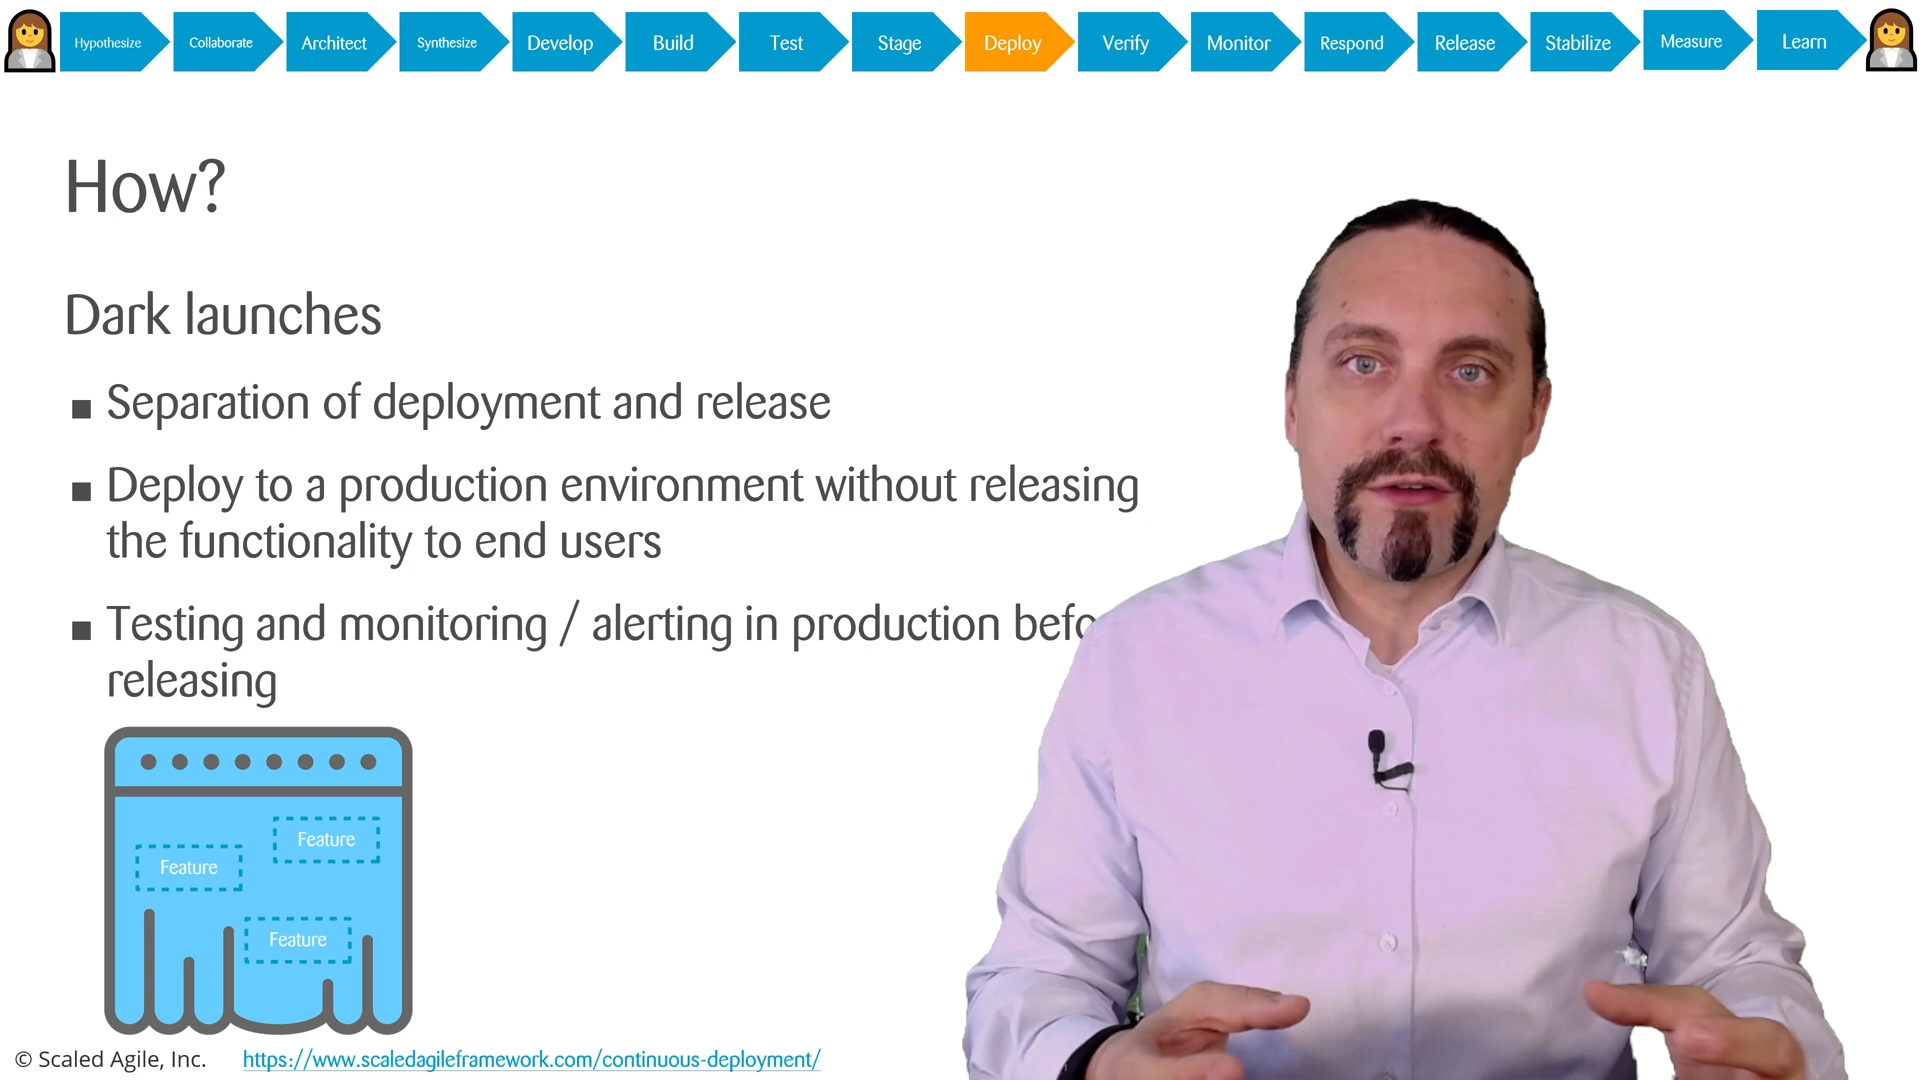 Hypothesize
Collaborate
Architect
Synthesize
Develop
Build
Test
Stage
Deploy
Verify
Monitor
Respond
Release
Stabilize
Measure
Learn
How?
Dark launches
Separation of deployment and release
Deploy to a production environment without releasing
the functionality to end users
Testing and monitoring / alerting in production
releasing
Feature
Feature
Feature
© Scaled Agile, Inc.
https://www.scaledagileframework.com/continuous-deployment/